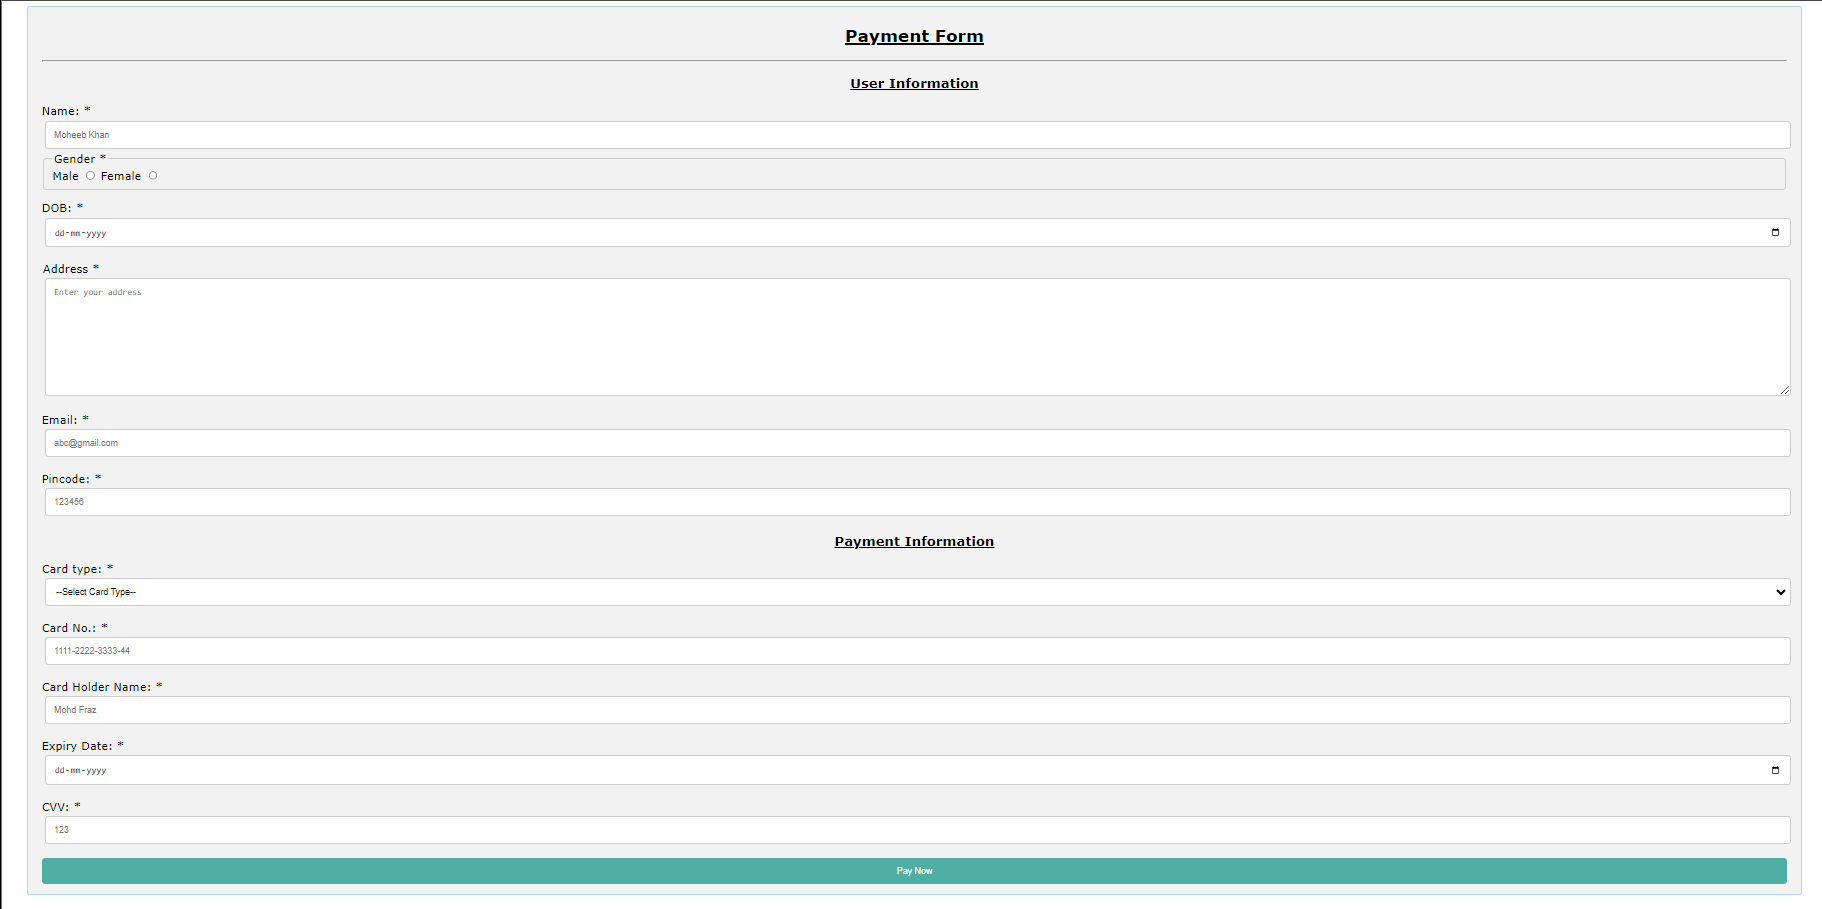 Payment Form
User Information
Name: *
Moheeb Khan
Gender *
Male Female
DOB: *
dd-mm-yyyy
Address *
Enter your address
Email: *
abc@gmail.com
Pincode: *
123456
Payment Information
Card type: *
--Select Card Type--
Card No.: *
1111-2222-3333-44
Card Holder Name: *
Mohd Fraz
Expiry Date: *
dd-mm-yyyy
CVV: *
123
Pay Now